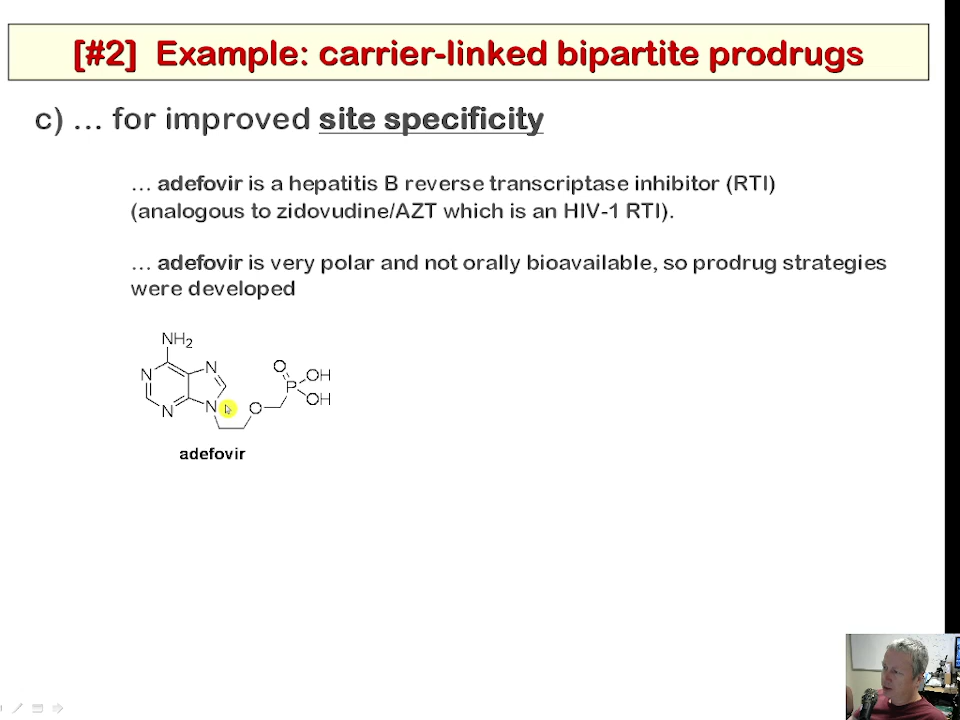 [#2] Example: carrier-linked bipartite prodrugs
c) ... for improved site specificity
... adefovir is a hepatitis B reverse transcriptase inhibitor (RTI)
(analogous to zidovudine/AZT which is an HIV-1 RTI).
... adefovir is very polar and not orally bioavailable, so prodrug strategies
were developed
NH2
N
N
N
N
O
O
P
OH
OH
adefovir